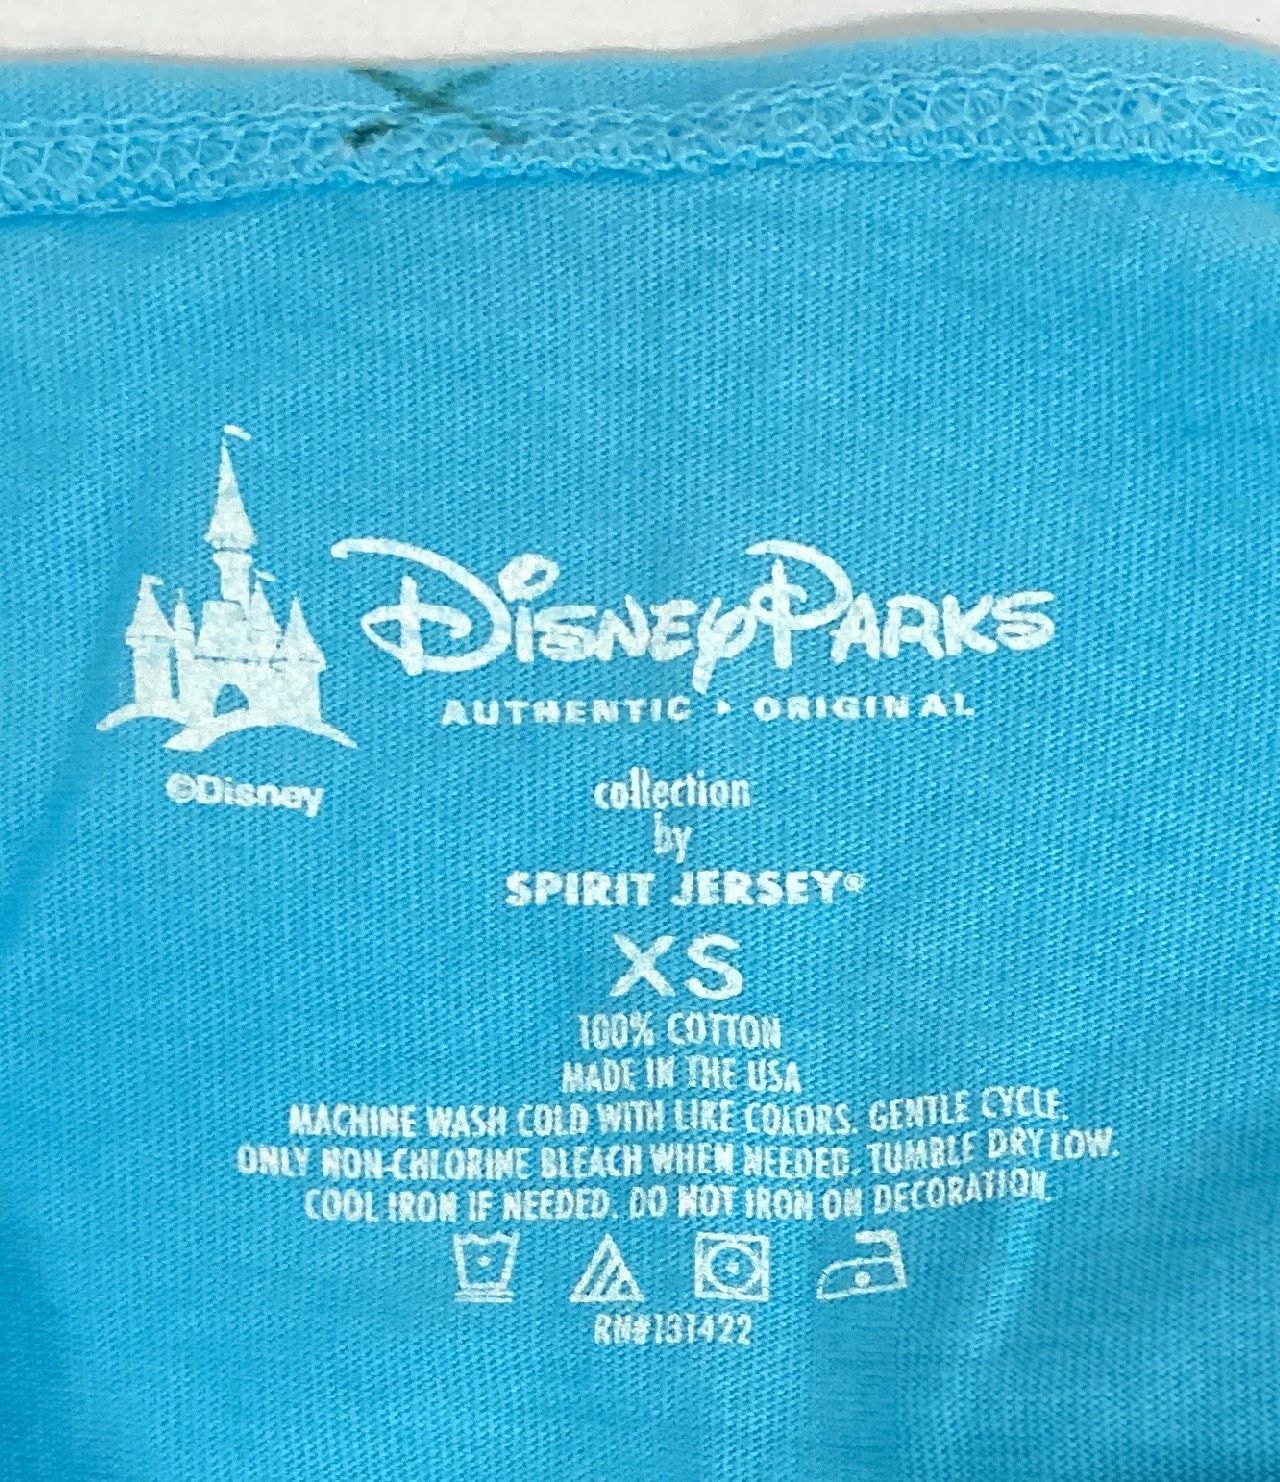 DISNEY PARKS
AUTHENTIC • ORIGINAL
©Disney
collection
by
SPIRIT JERSEY®
XS
100% COTTON
MADE IN THE USA
MACHINE WASH COLD WITH LIKE COLORS. GENTLE CYCLE.
ONLY NON-CHLORINE BLEACH WHEN NEEDED. TUMBLE DRY LOW.
COOL IRON IF NEEDED. DO NOT IRON ON DECORATION.
RN#131422